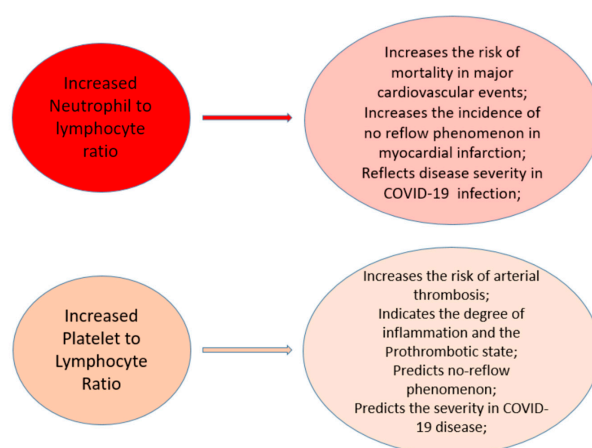 Increased
Neutrophil to
lymphocyte
ratio
Increases the risk of
mortality in major
cardiovascular events;
Increases the incidence of
no reflow phenomenon in
myocardial infarction;
Reflects disease severity in
COVID-19 infection;
Increased
Platelet to
Lymphocyte
Ratio
Increases the risk of arterial
thrombosis;
Indicates the degree of
inflammation and the
Prothrombotic state;
Predicts no-reflow
phenomenon;
Predicts the severity in COVID-
19 disease;